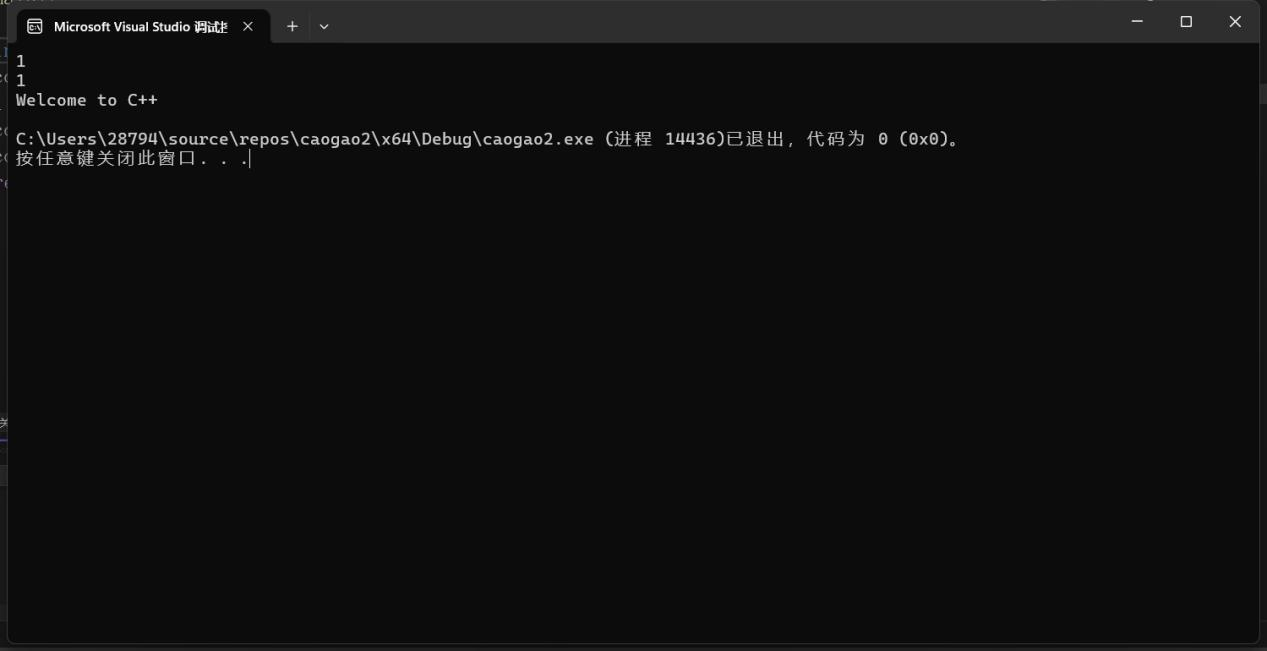 Microsoft Visual Studio 调试
1
1
Welcome to C++
C:\Users\28794\source\repos\caogao2\x64\Debug\caogao2.exe (进程 14436)已退出，代码为 0 (0x0)。
按任意键关闭此窗口. . .